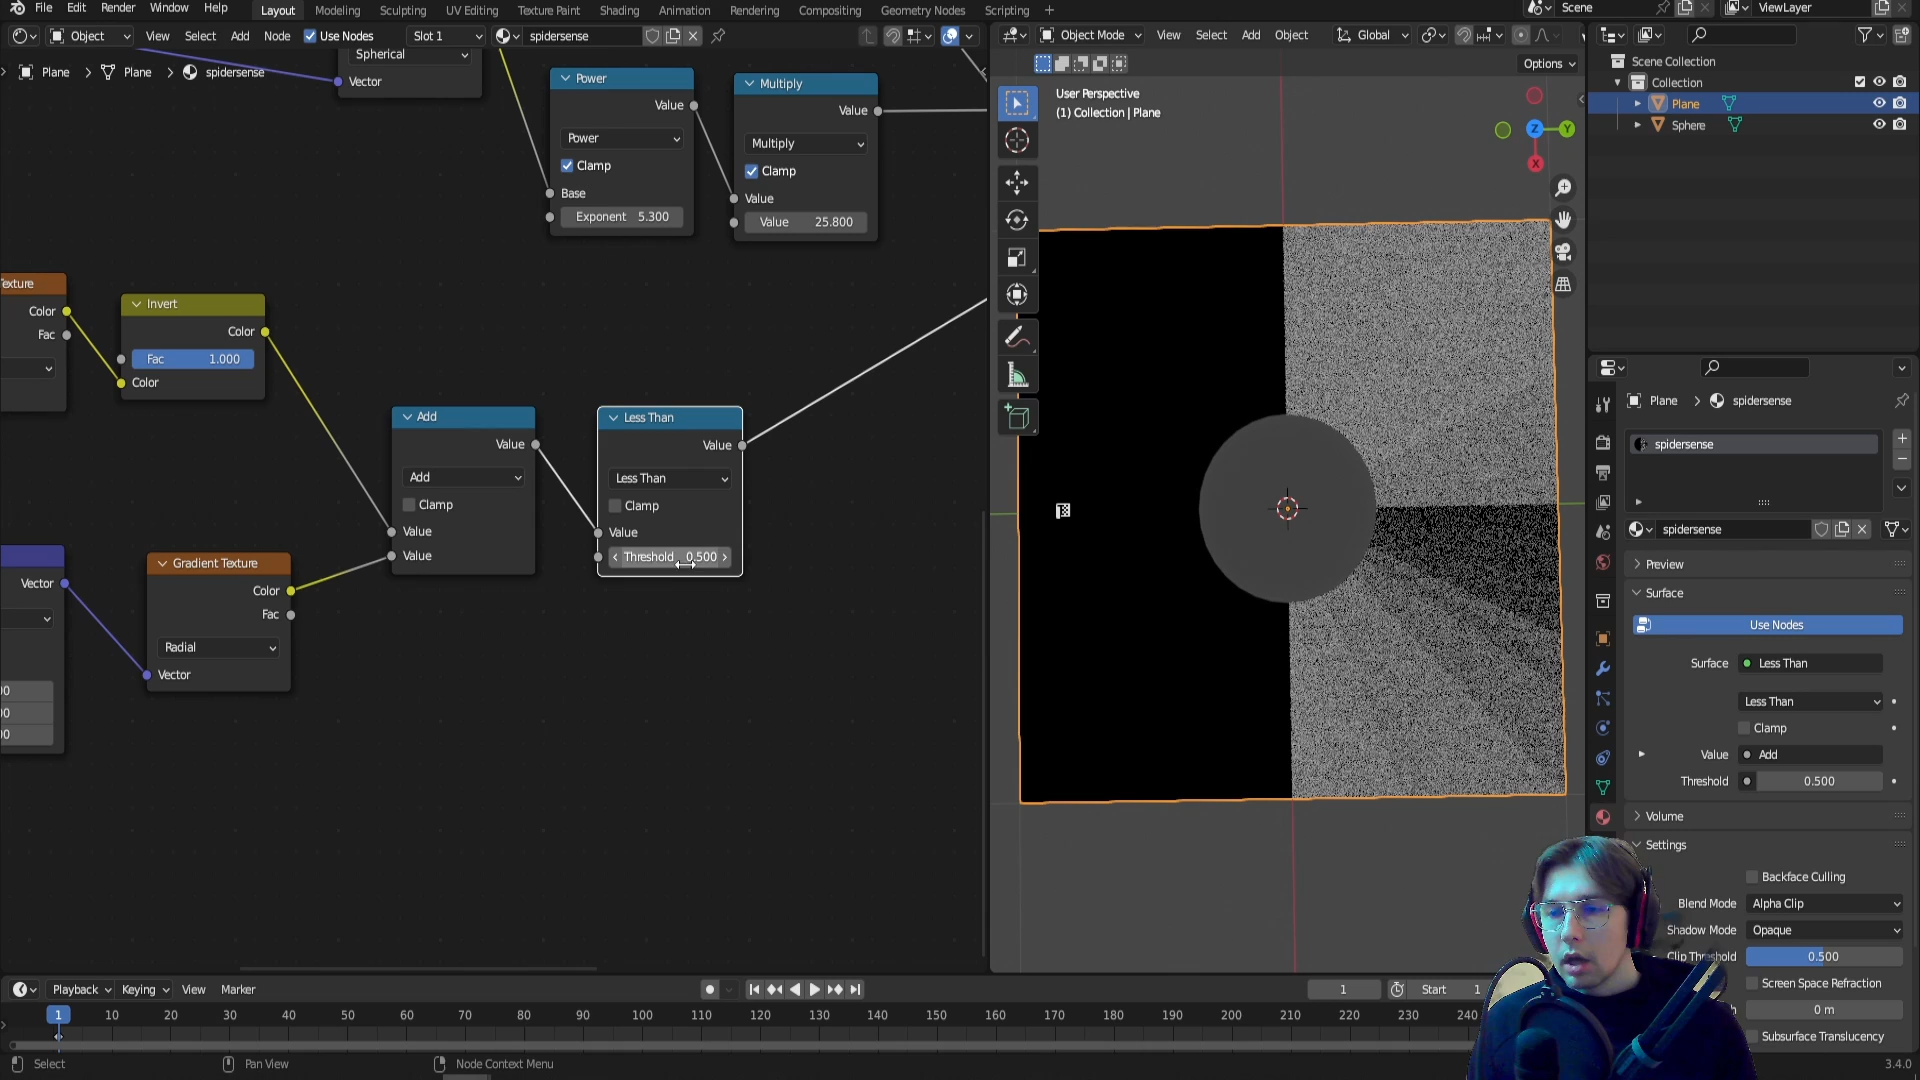 File Edit Render Window Help Layout Modeling Sculpting UV Editing Texture Paint Shading Animation Rendering Compositing Geometry Nodes Scripting + Scene ViewLayer
Object View Select Add Node Use Nodes Slot 1 spidersense
Object Mode View Select Add Object Global
Plane > Plane > spidersense
Options
Spherical
Vector
Power
Value
Power
Clamp
Base
Exponent 5.300
Multiply
Value
Multiply
Clamp
Value
Value 25.800
Color
Fac
Invert
Color
Fac 1.000
Color
Add
Value
Add
Clamp
Value
Value
Less Than
Value
Less Than
Clamp
Value
Threshold 0.500
Vector
Gradient Texture
Color
Fac
Radial
Vector
User Perspective
(1) Collection | Plane
Z
Y
X
Scene Collection
Collection
Plane
Sphere
Plane > spidersense
spidersense
spidersense
Preview
Surface
Use Nodes
Surface Less Than
Less Than
Clamp
Value Add
Threshold 0.500
Volume
Settings
Backface Culling
Blend Mode Alpha Clip
Shadow Mode Opaque
Clip Threshold 0.500
Screen Space Refraction
0 m
Subsurface Translucency
Playback Keying View Marker
1 Start 1
1 10 20 30 40 50 60 70 80 90 100 110 120 130 140 150 160 170 180 190 200 210 220 230
Select Pan View Node Context Menu
3.4.0